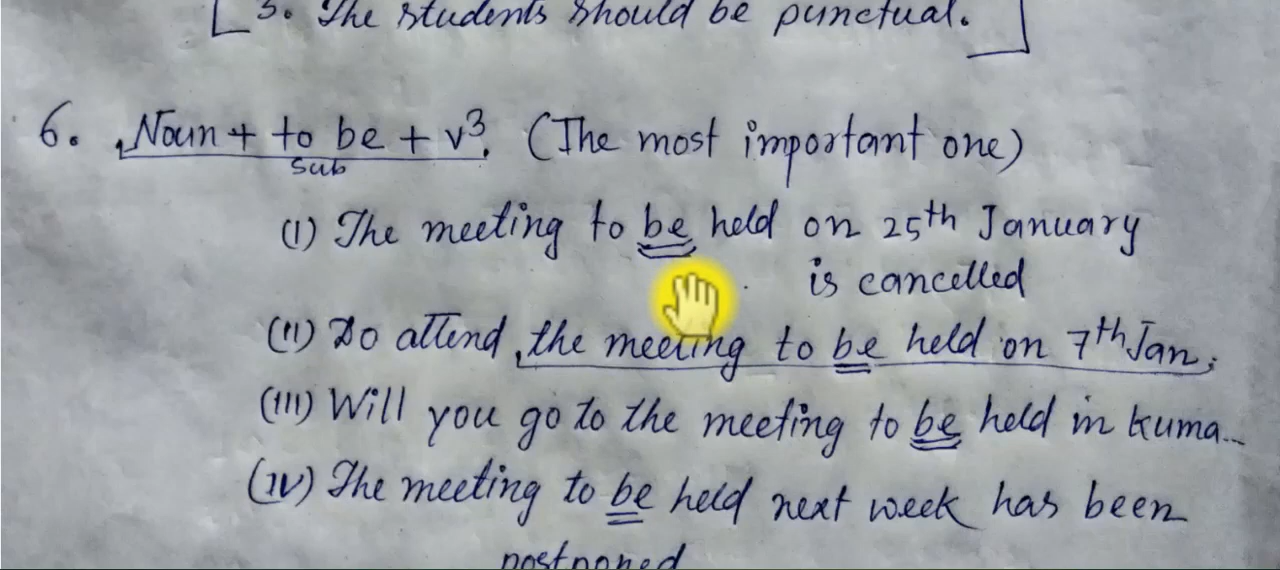 3. The students should be punctual.
6. Noun + to be + v3. (The most important one)
Sub
(I) The meeting to be held on 25th January
is cancelled
(II) Do attend the meeting to be held on 7th Jan.
(III) Will you go to the meeting to be held in Kuma..
(IV) The meeting to be held next week has been
postponed